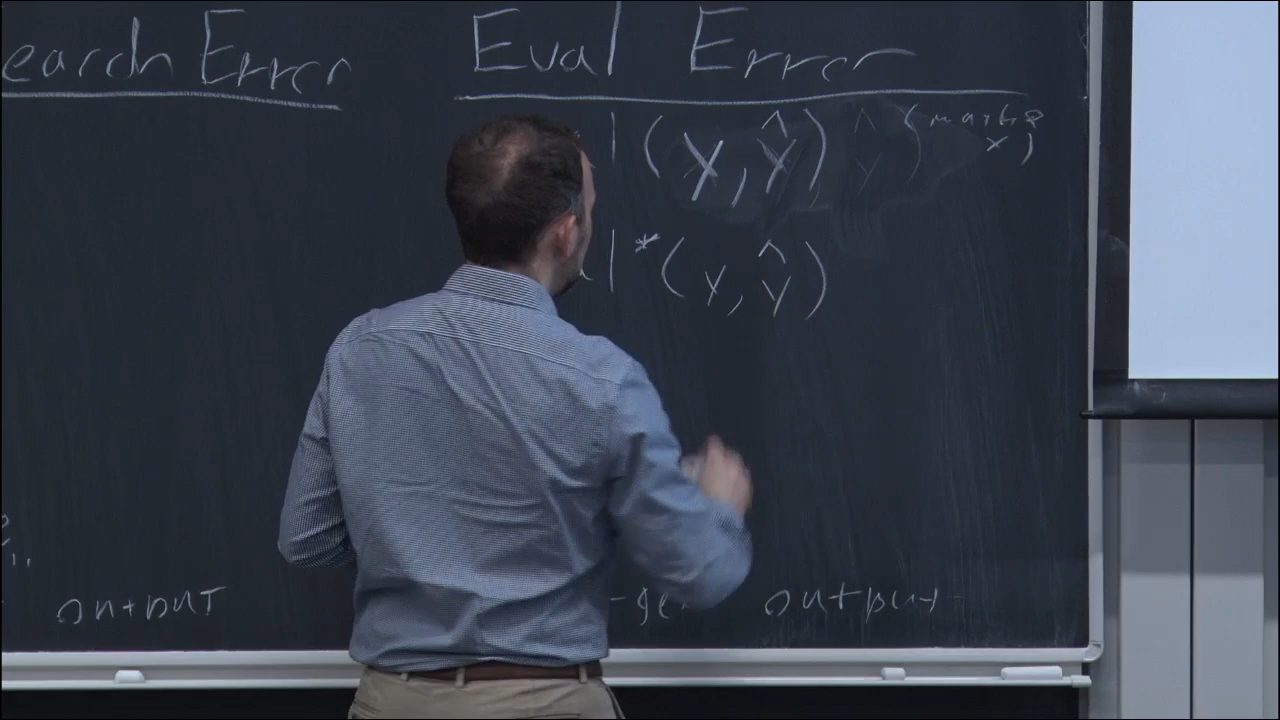 earch Error
Eval Error
l (y, ŷ) (maybe
x)
l *(y, ŷ)
output
output